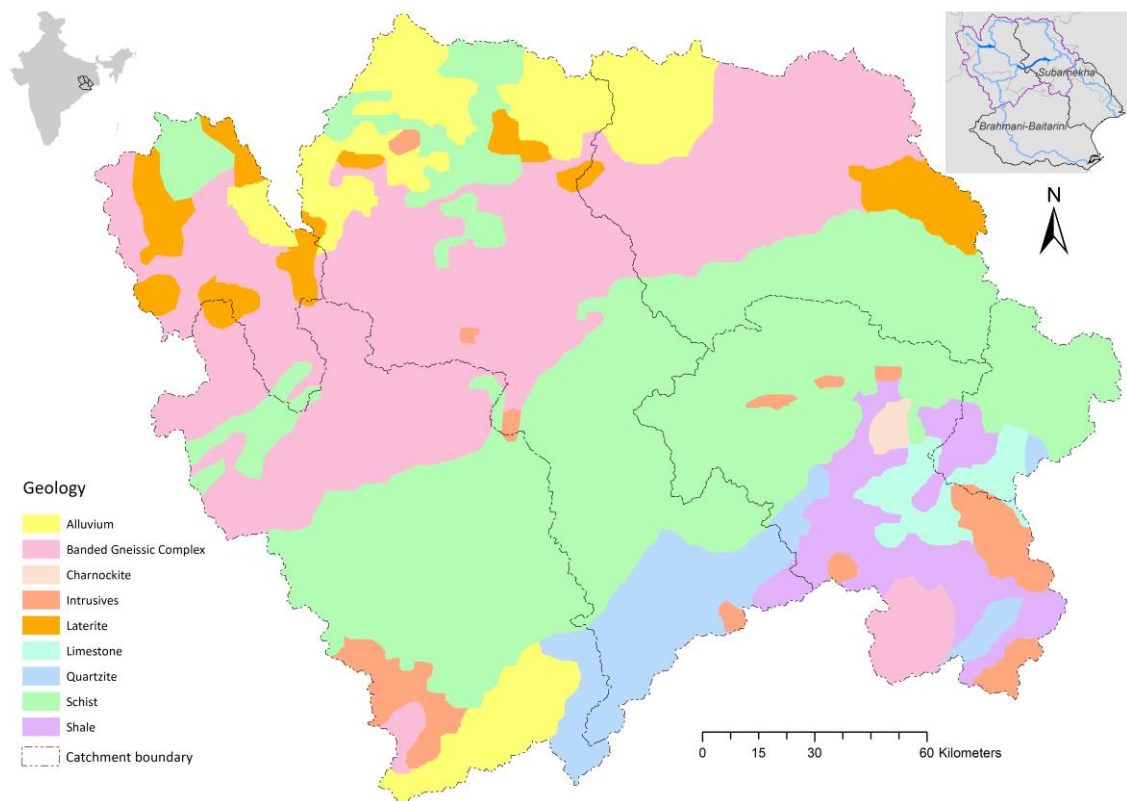 Subarnekha
Brahmani-Baitarini
N
Geology
Alluvium
Banded Gneissic Complex
Charnockite
Intrusives
Laterite
Limestone
Quartzite
Schist
Shale
Catchment boundary
0 15 30 60 Kilometers